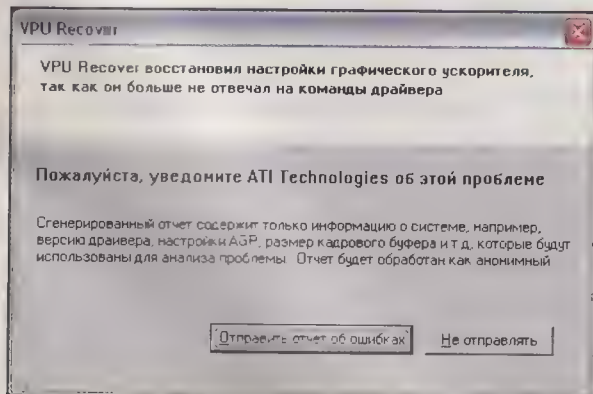 VPU Recover
VPU Recover восстановил настройки графического ускорителя,
так как он больше не отвечал на команды драйвера
Пожалуйста, уведомите ATI Technologies об этой проблеме
Сгенерированный отчет содержит только информацию о системе, например,
версию драйвера, настройки AGP, размер кадрового буфера и т д, которые будут
использованы для анализа проблемы Отчет будет обработан как анонимный
Отправить отчет об ошибках
Не отправлять